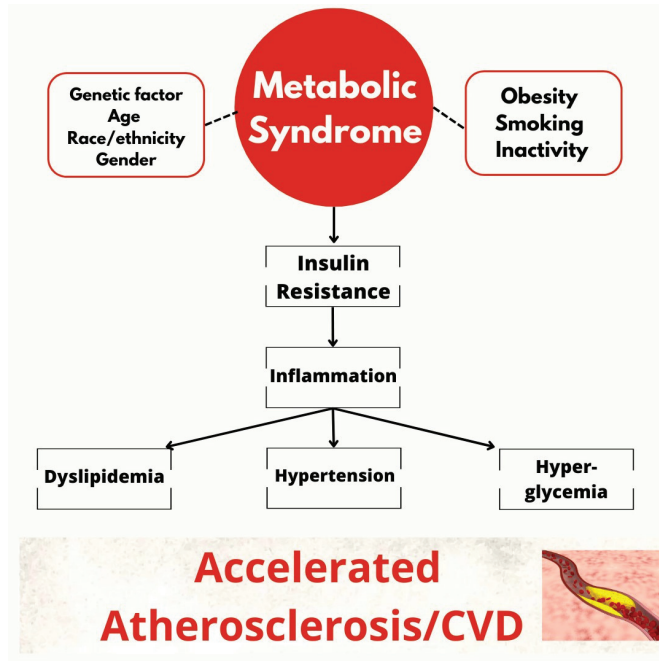 Metabolic
Syndrome
Genetic factor
Age
Race/ethnicity
Gender
Obesity
Smoking
Inactivity
Insulin
Resistance
Inflammation
Dyslipidemia
Hypertension
Hyper-
glycemia
Accelerated
Atherosclerosis/CVD